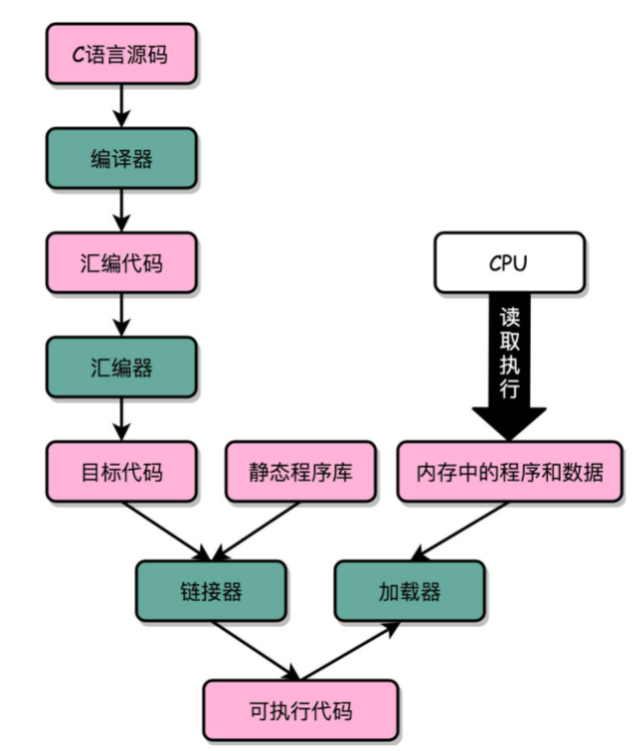 C语言源码
编译器
汇编代码
CPU
读取执行
汇编器
目标代码
静态程序库
内存中的程序和数据
链接器
加载器
可执行代码